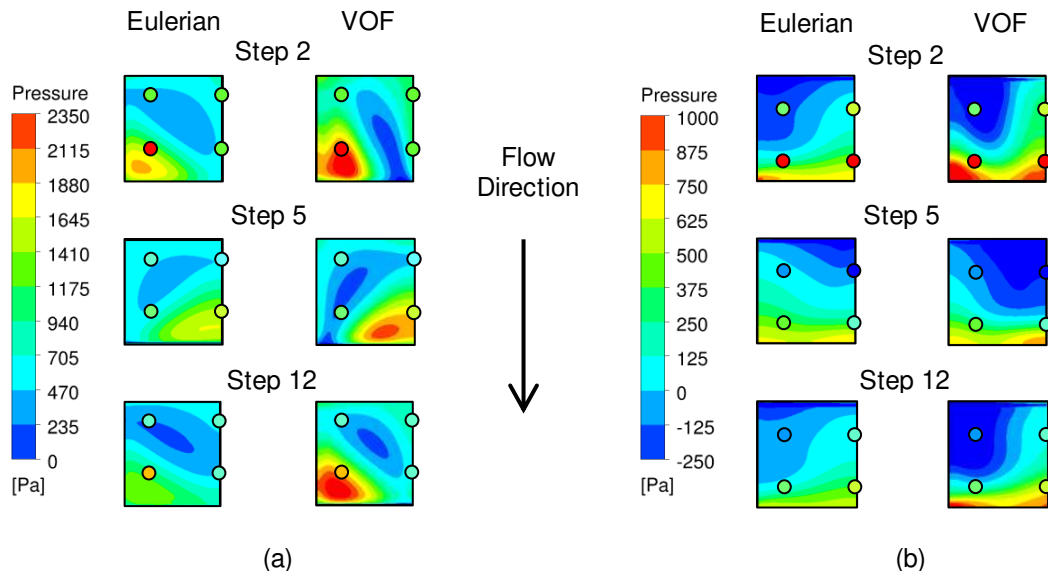 Eulerian VOF
Step 2
Pressure
2350
2115
1880
1645
1410
1175
940
705
470
235
0
[Pa]
Step 5
Step 12
(a)
Flow
Direction
Eulerian VOF
Step 2
Pressure
1000
875
750
625
500
375
250
125
0
-125
-250
[Pa]
Step 5
Step 12
(b)